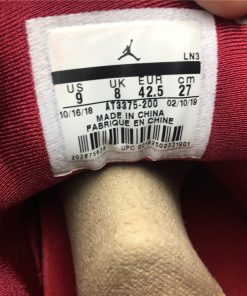 LN3
US UK EUR cm
9 8 42.5 27
10/16/18 AT3375-200 02/10/19
MADE IN CHINA
FABRIQUE EN CHINE
UPC